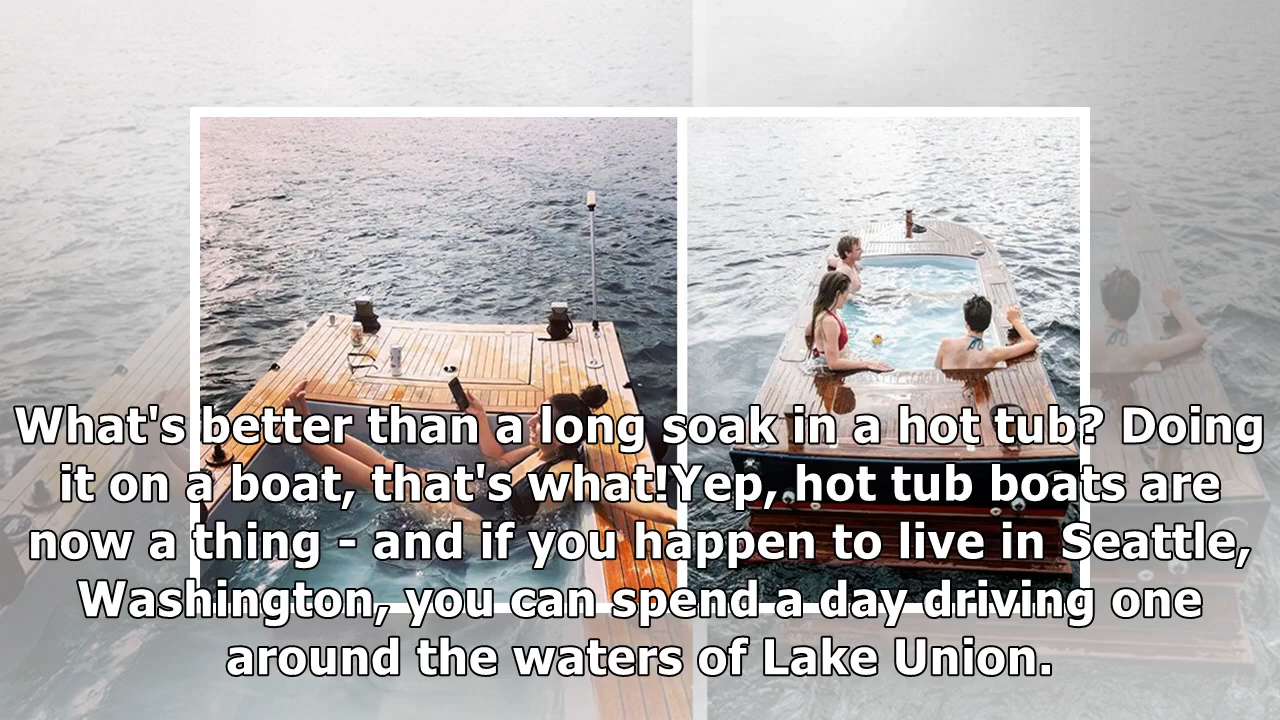 What's better than a long soak in a hot tub? Doing
it on a boat, that's what!Yep, hot tub boats are
now a thing - and if you happen to live in Seattle,
Washington, you can spend a day driving one
around the waters of Lake Union.